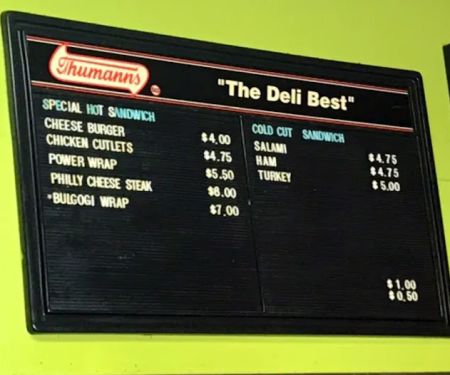 Thumann's
"The Deli Best"
SPECIAL HOT SANDWICH
CHEESE BURGER $4.00
CHICKEN CUTLETS $4.75
POWER WRAP $5.50
PHILLY CHEESE STEAK $6.00
*BULGOGI WRAP $7.00
COLD CUT SANDWICH
SALAMI $4.75
HAM $4.75
TURKEY $5.00
$1.00
$0.50